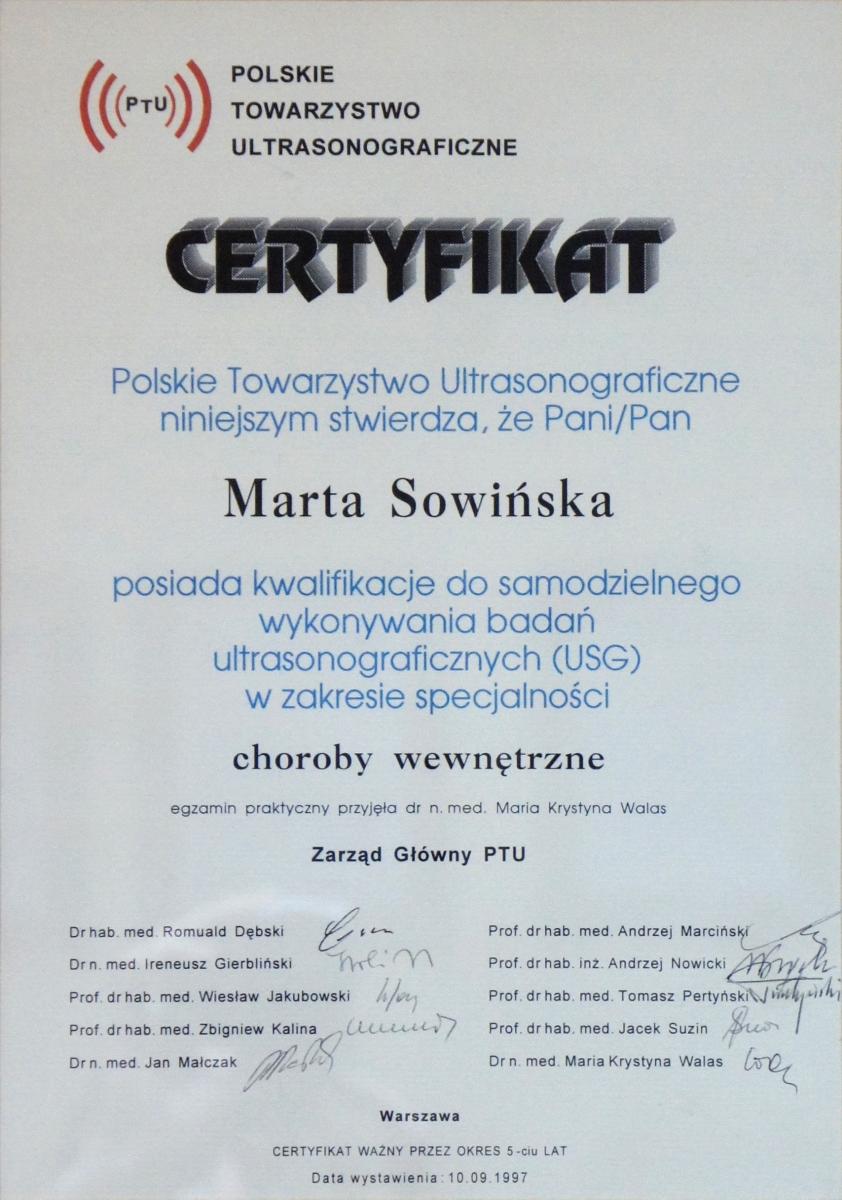 PTU
POLSKIE
TOWARZYSTWO
ULTRASONOGRAFICZNE
CERTYFIKAT
Polskie Towarzystwo Ultrasonograficzne
niniejszym stwierdza, że Pani/Pan
Marta Sowińska
posiada kwalifikacje do samodzielnego
wykonywania badań
ultrasonograficznych (USG)
w zakresie specjalności
choroby wewnętrzne
egzamin praktyczny przyjęła dr n. med. Maria Krystyna Walas
Zarząd Główny PTU
Dr hab. med. Romuald Dębski
Dr n. med. Ireneusz Gierbliński
Prof. dr hab. med. Wiesław Jakubowski
Prof. dr hab. med. Zbigniew Kalina
Dr n. med. Jan Małczak
Prof. dr hab. med. Andrzej Marciński
Prof. dr hab. inż. Andrzej Nowicki
Prof. dr hab. med. Tomasz Pertyński
Prof. dr hab. med. Jacek Suzin
Dr n. med. Maria Krystyna Walas
Warszawa
CERTYFIKAT WAŻNY PRZEZ OKRES 5-ciu LAT
Data wystawienia: 10.09.1997